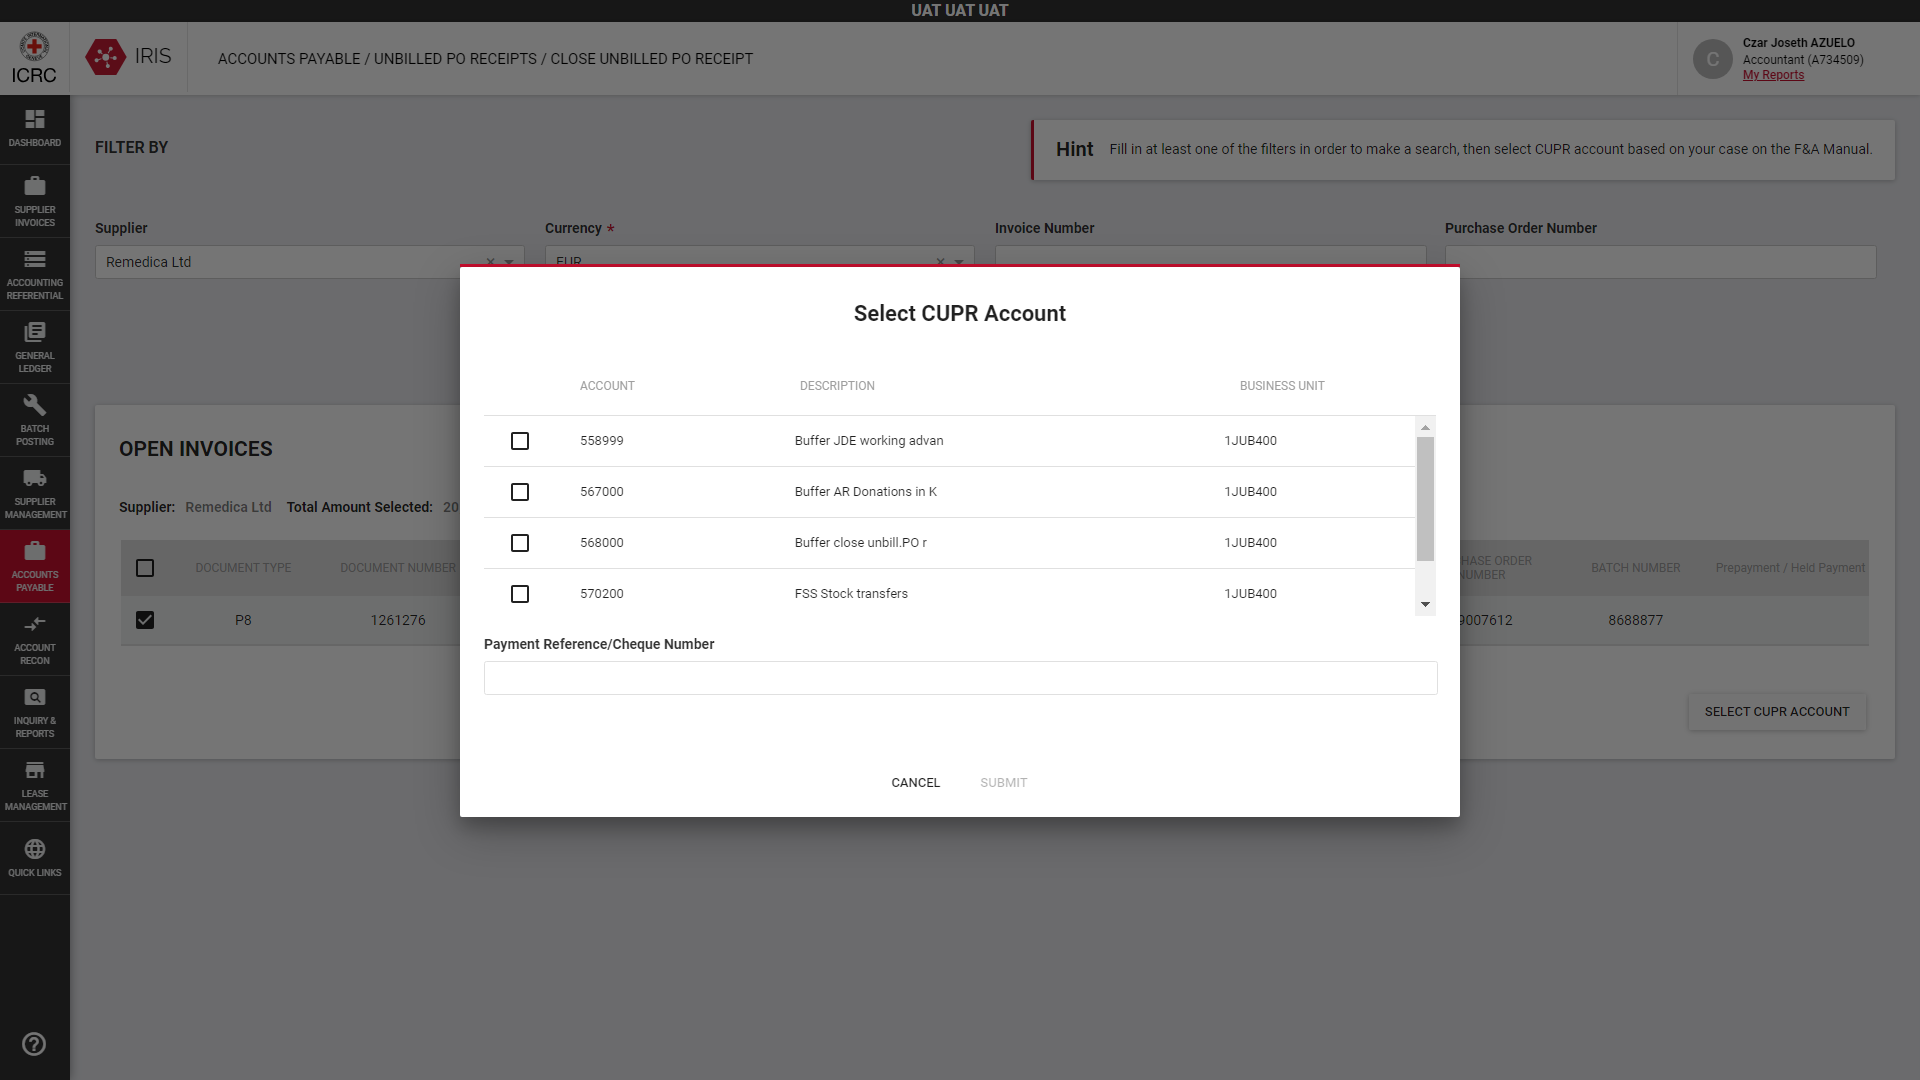 UAT UAT UAT
ICRC
IRIS
ACCOUNTS PAYABLE / UNBILLED PO RECEIPTS / CLOSE UNBILLED PO RECEIPT
C
Czar Joseth AZUELO
Accountant (A734509)
My Reports
DASHBOARD
SUPPLIER
INVOICES
ACCOUNTING
REFERENTIAL
GENERAL
LEDGER
BATCH
POSTING
SUPPLIER
MANAGEMENT
ACCOUNTS
PAYABLE
ACCOUNT
RECON
INQUIRY &
REPORTS
LEASE
MANAGEMENT
QUICK LINKS
FILTER BY
Hint Fill in at least one of the filters in order to make a search, then select CUPR account based on your case on the F&A Manual.
Supplier Currency * Invoice Number Purchase Order Number
Remedica Ltd EUR
OPEN INVOICES
Supplier: Remedica Ltd Total Amount Selected: 20
DOCUMENT TYPE DOCUMENT NUMBER
P8 1261276
HASE ORDER
NUMBER
BATCH NUMBER Prepayment / Held Payment
9007612 8688877
SELECT CUPR ACCOUNT
Select CUPR Account
ACCOUNT DESCRIPTION BUSINESS UNIT
558999 Buffer JDE working advan 1JUB400
567000 Buffer AR Donations in K 1JUB400
568000 Buffer close unbill.PO r 1JUB400
570200 FSS Stock transfers 1JUB400
Payment Reference/Cheque Number
CANCEL SUBMIT